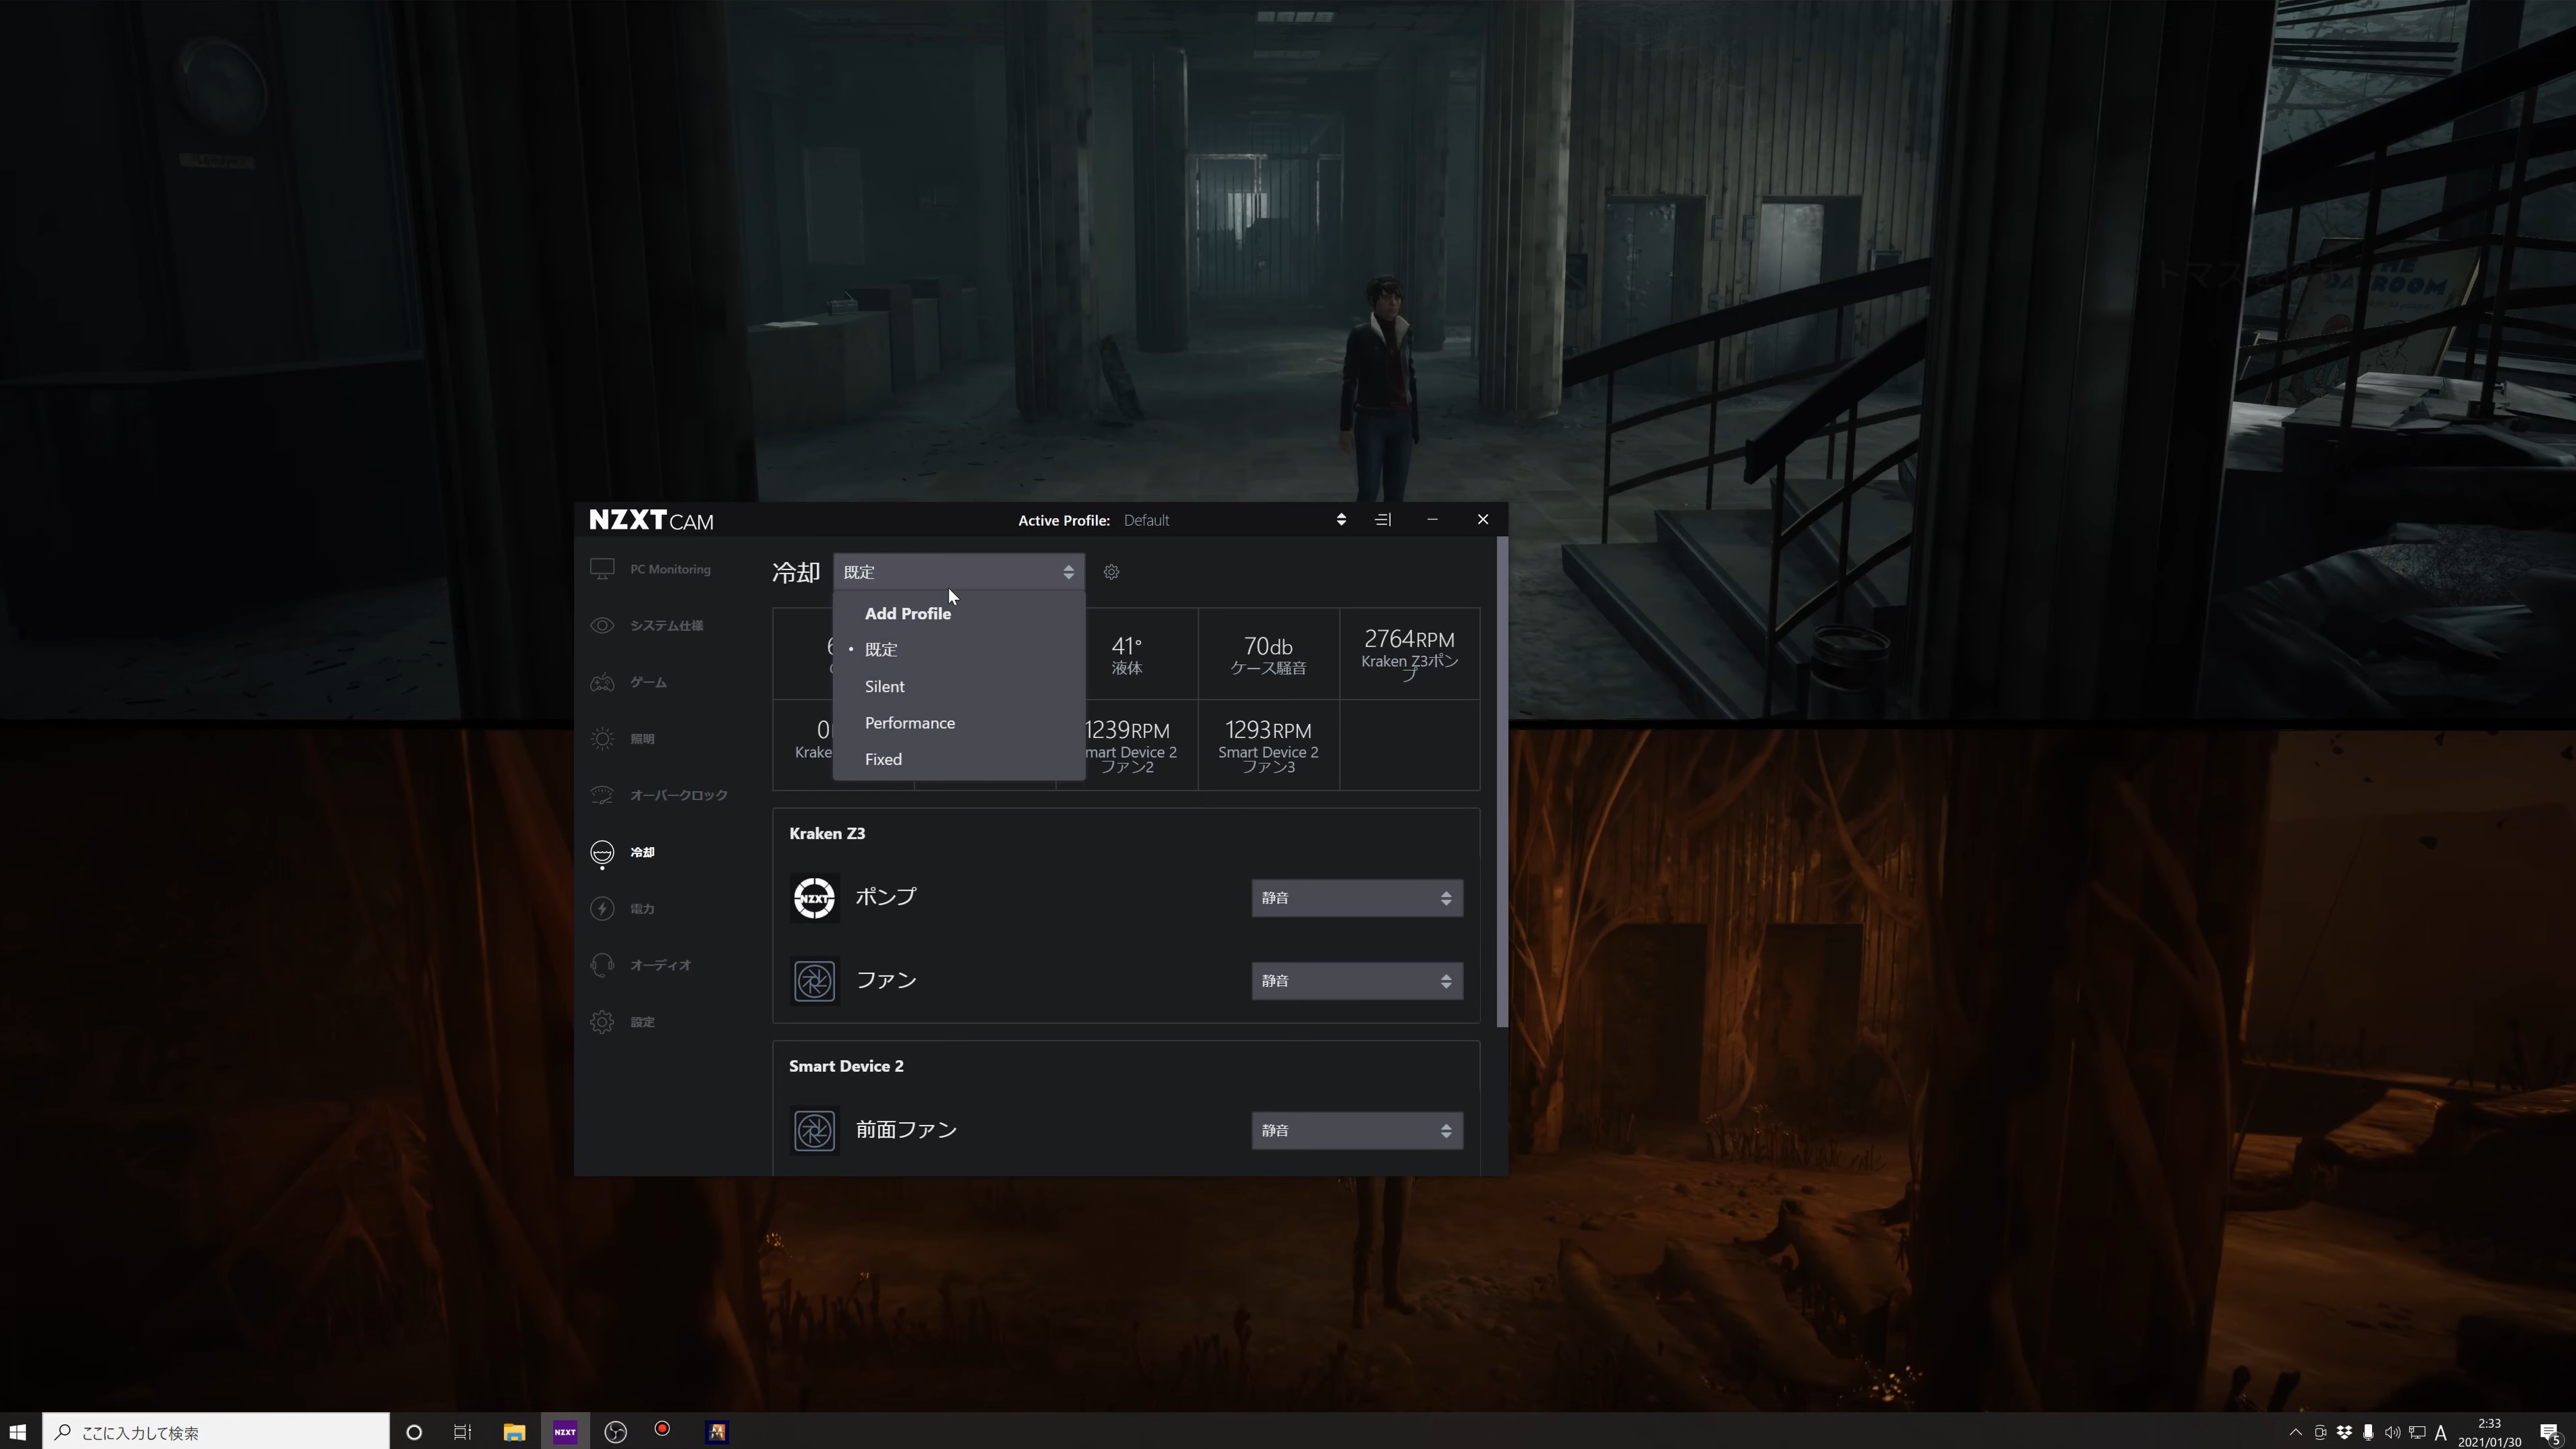 NZXT CAM
Active Profile: Default
PC Monitoring
システム仕様
ゲーム
照明
オーバークロック
冷却
電力
オーディオ
設定
冷却
既定
Add Profile
• 既定
Silent
Performance
Fixed
41°
液体
70db
ケース騒音
2764RPM
Kraken Z3ポン
プ
0
Krake
1239RPM
mart Device 2
ファン2
1293RPM
Smart Device 2
ファン3
Kraken Z3
NZXT
ポンプ
静音
ファン
静音
Smart Device 2
前面ファン
静音
ここに入力して検索
NZXT
A
2:33
2021/01/30
5